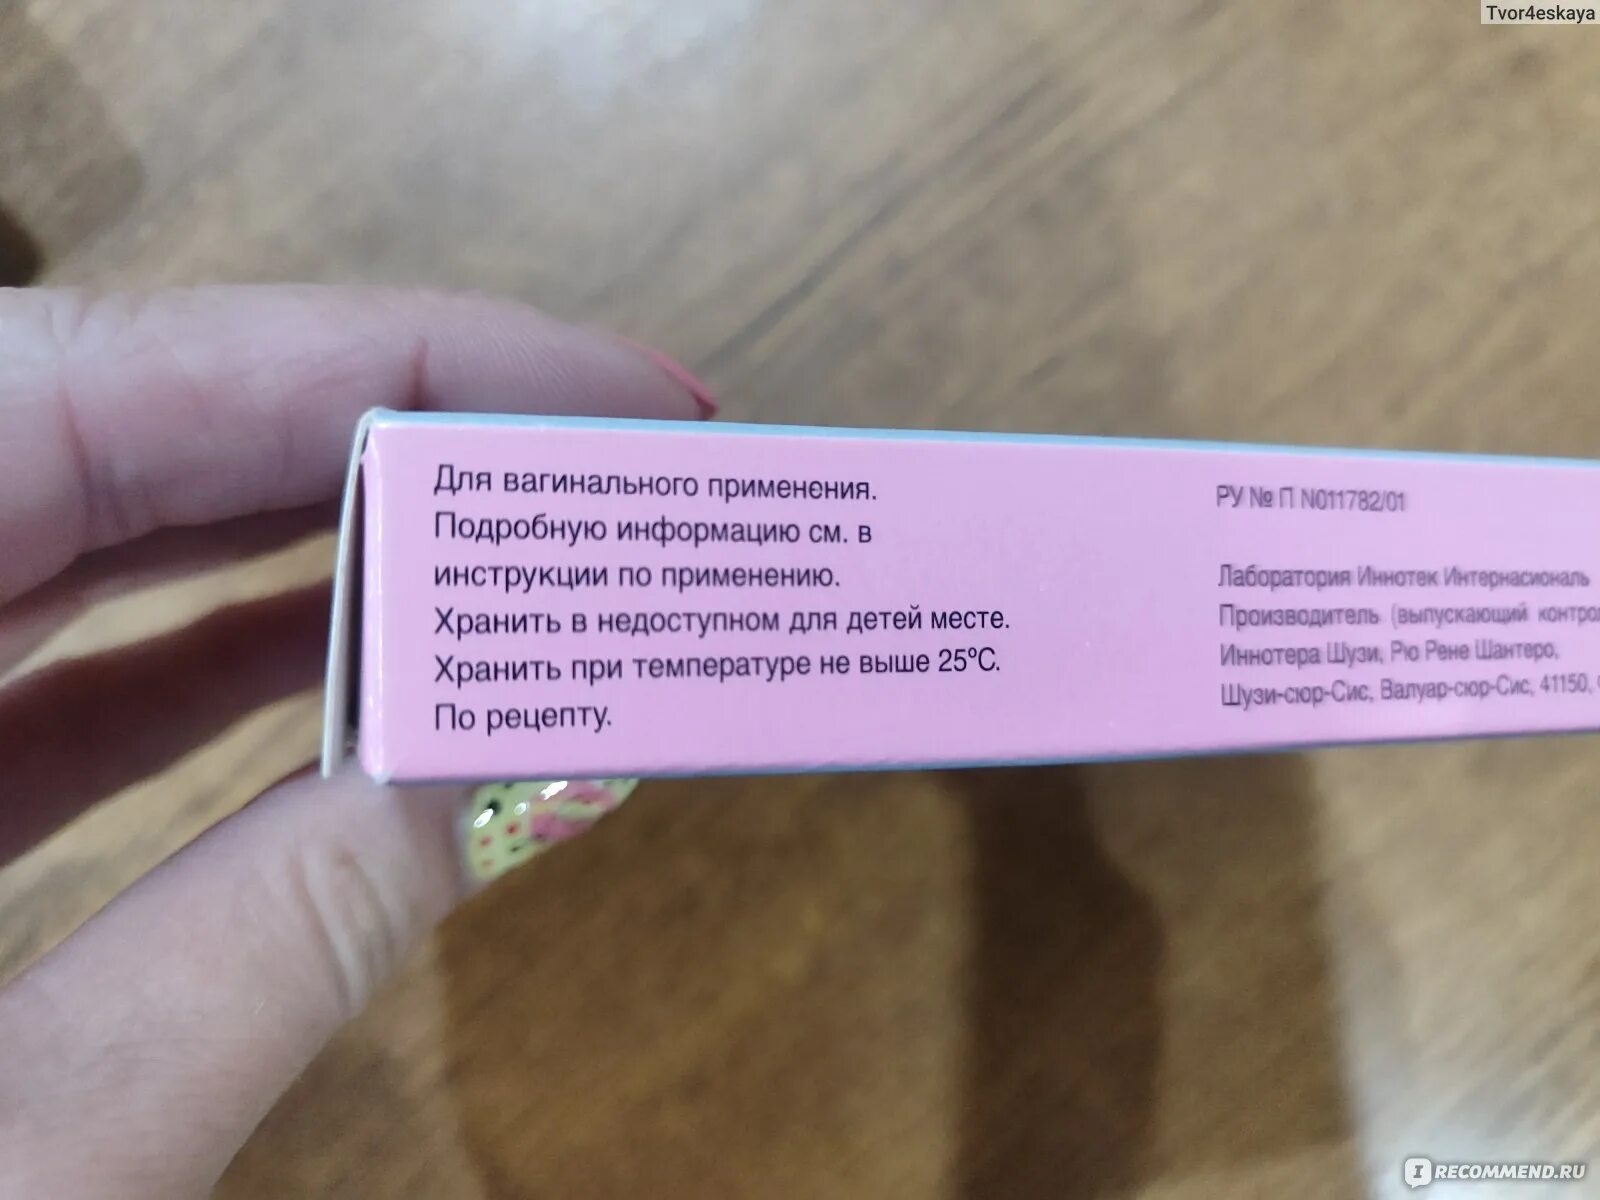 Tvor4eskaya
Для вагинального применения.
Подробную информацию см. в
инструкции по применению.
Хранить в недоступном для детей месте.
Хранить при температуре не выше 25°С.
По рецепту.
РУ № П N011782/01
Лаборатория Иннотек Интернасиональ
Производитель (выпускающий
Иннотера Шузи, Рю Рене Шантеро,
Шузи-сюр-Сис, Валуар-сюр-Сис, 41150,
IRECOMMEND.RU